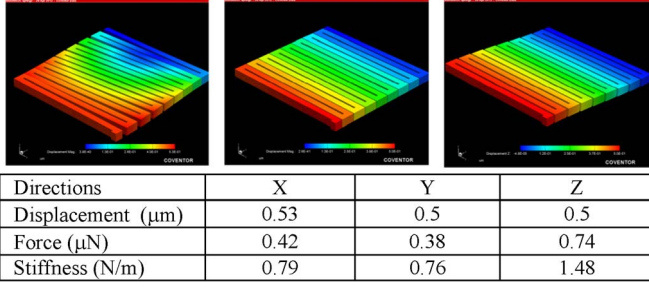 COVENTOR
COVENTOR
COVENTOR
Directions X Y Z
Displacement (μm) 0.53 0.5 0.5
Force (μN) 0.42 0.38 0.74
Stiffness (N/m) 0.79 0.76 1.48